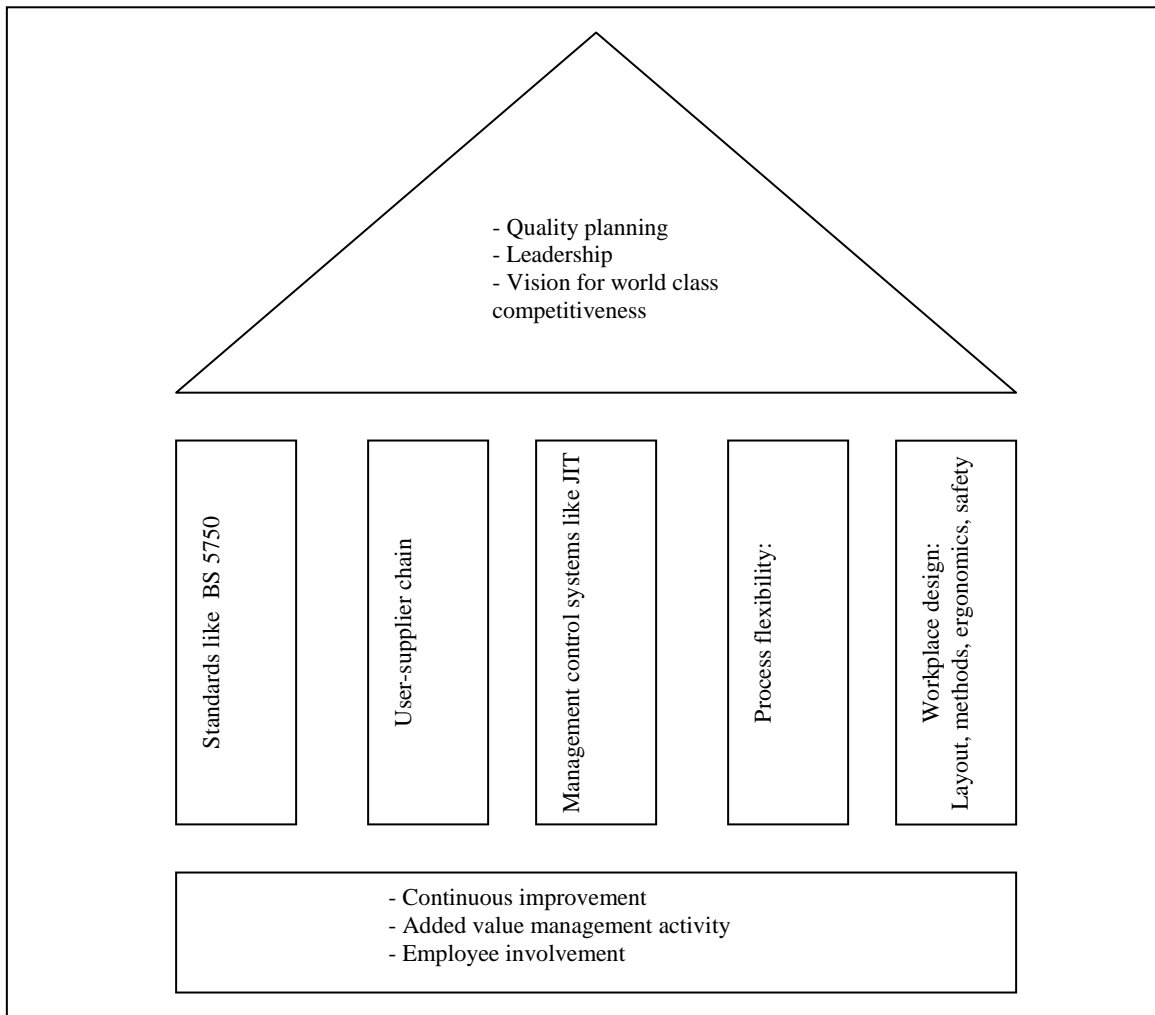 - Quality planning
- Leadership
- Vision for world class
competitiveness
Standards like  BS 5750
User-supplier chain
Management control systems like JIT
Process flexibility:
Workplace design:
Layout, methods, ergonomics, safety
- Continuous improvement
- Added value management activity
- Employee involvement